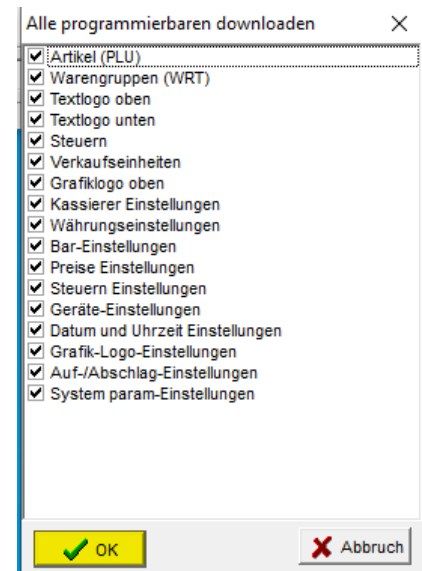 Alle programmierbaren downloaden
Artikel (PLU)
Warengruppen (WRT)
Textlogo oben
Textlogo unten
Steuern
Verkaufseinheiten
Grafiklogo oben
Kassierer Einstellungen
Währungseinstellungen
Bar-Einstellungen
Preise Einstellungen
Steuern Einstellungen
Geräte-Einstellungen
Datum und Uhrzeit Einstellungen
Grafik-Logo-Einstellungen
Auf-/Abschlag-Einstellungen
System param-Einstellungen
OK
Abbruch